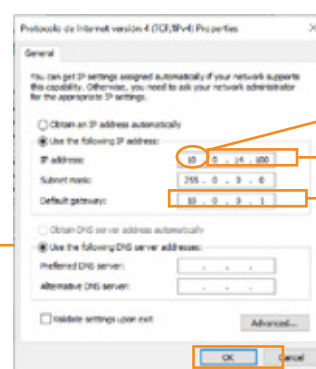 Protocolo de Internet versión 4 (TCP/IPv4) Properties
General
You can get IP settings assigned automatically if your network supports
this capability. Otherwise, you need to ask your network administrator
for the appropriate IP settings.
Obtain an IP address automatically
Use the following IP address:
IP address: 10 . 0 . 14 . 100
Subnet mask: 255 . 0 . 0 . 0
Default gateway: 10 . 0 . 0 . 1
Obtain DNS server address automatically
Use the following DNS server addresses:
Preferred DNS server: . . .
Alternative DNS server: . . .
Validate settings upon exit
Advanced...
OK Cancel